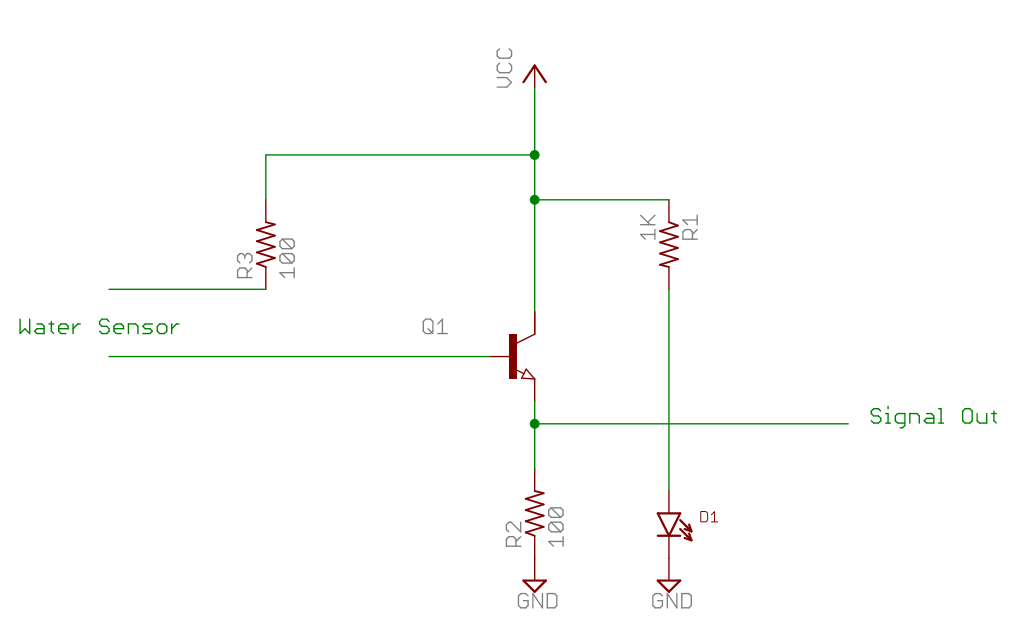 VCC
R3
100
1K
R1
Water Sensor
Q1
Signal Out
R2
100
D1
GND
GND